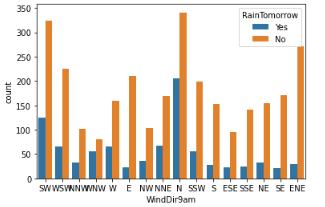 RainTomorrow
Yes
No
count
350
300
250
200
150
100
50
0
SW WSW NNW WNW W E NW NNE N SSW S ESE SSE NE SE ENE
WindDir9am